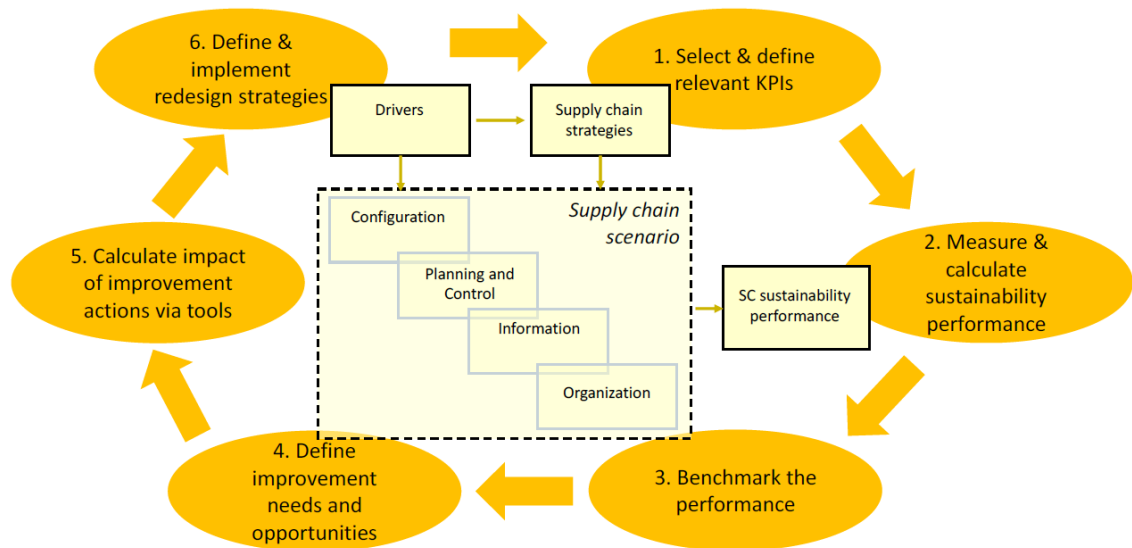 6. Define &
implement
redesign strategies
1. Select & define
relevant KPIs
Drivers
Supply chain
strategies
Configuration
Supply chain
scenario
Planning and
Control
Information
Organization
SC sustainability
performance
2. Measure &
calculate
sustainability
performance
5. Calculate impact
of improvement
actions via tools
4. Define
improvement
needs and
opportunities
3. Benchmark the
performance